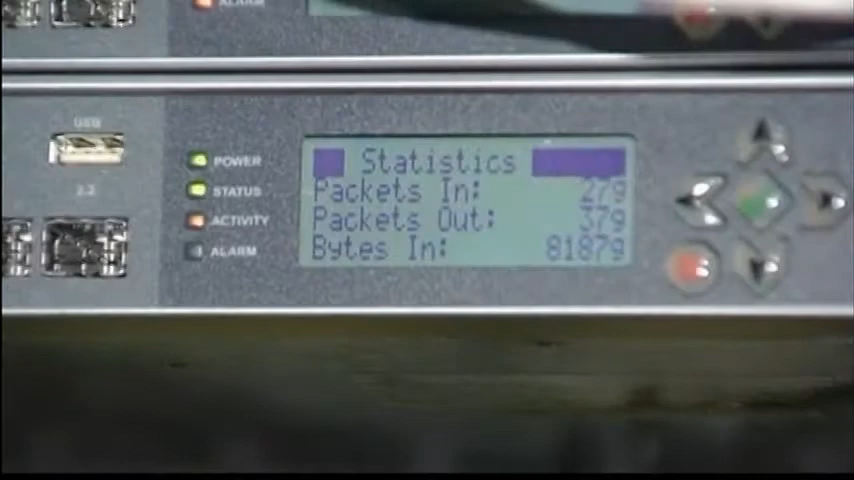 ALARM
USB
2.2
POWER
STATUS
ACTIVITY
ALARM
Statistics
Packets In: 279
Packets Out: 379
Bytes In: 81879